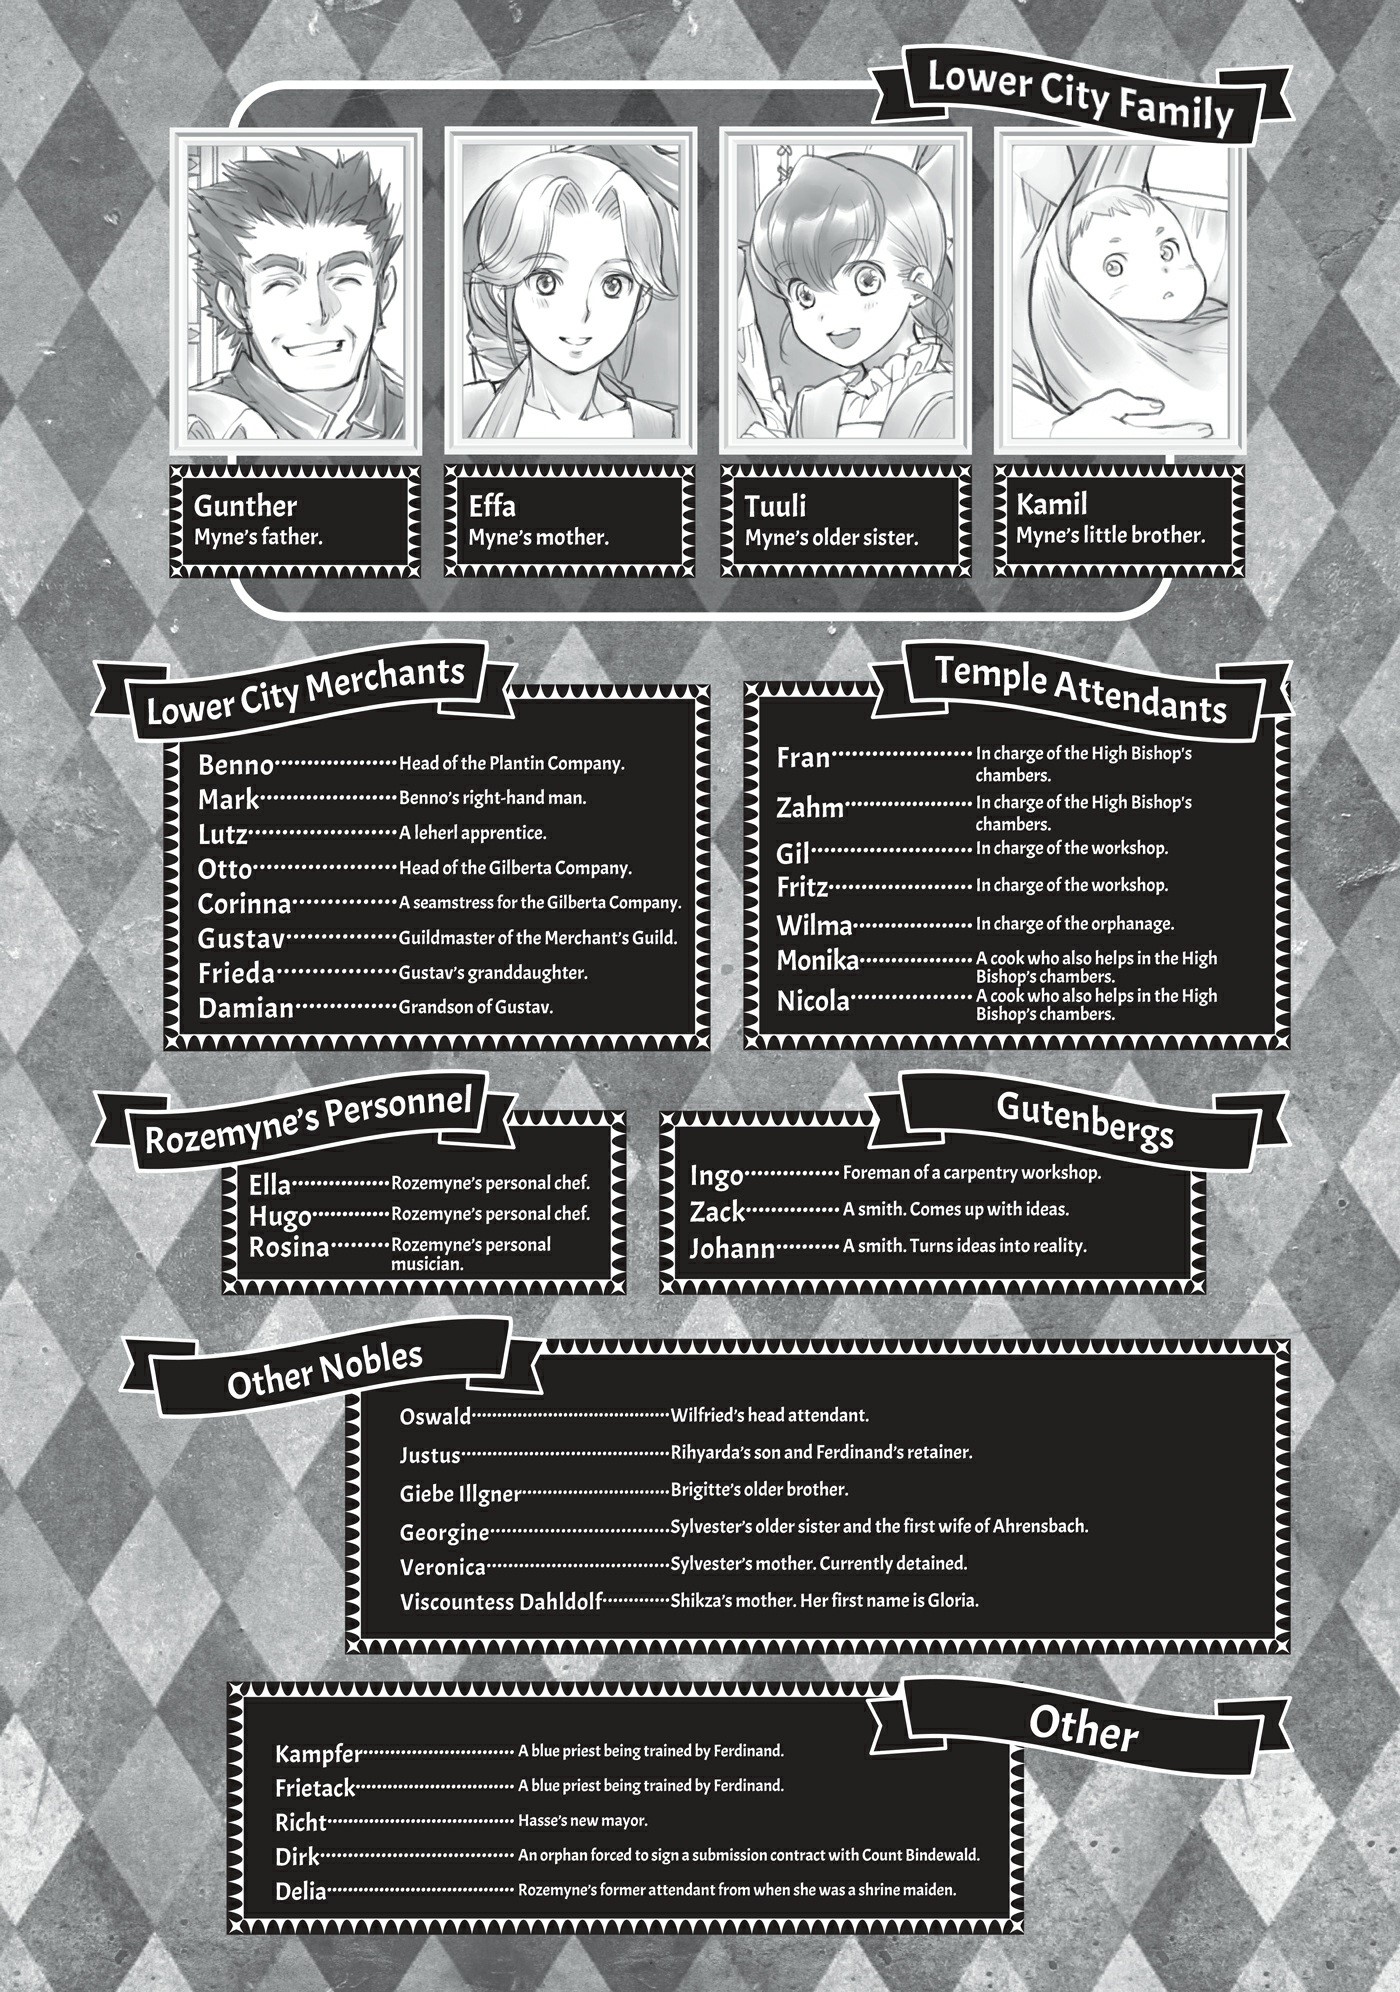 Lower City Family
Gunther
Myne's father.
Effa
Myne's mother.
Tuuli
Myne's older sister.
Kamil
Myne's little brother.
Lower City Merchants
Benno Head of the Plantin Company.
Mark Benno's right-hand man.
Lutz A leherl apprentice.
Otto Head of the Gilberta Company.
Corinna A seamstress for the Gilberta Company.
Gustav Guildmaster of the Merchant's Guild.
Frieda Gustav's granddaughter.
Damian Grandson of Gustav.
Temple Attendants
Fran In charge of the High Bishop's
chambers.
Zahm In charge of the High Bishop's
chambers.
Gil In charge of the workshop.
Fritz In charge of the workshop.
Wilma In charge of the orphanage.
Monika A cook who also helps in the High
Bishop's chambers.
Nicola A cook who also helps in the High
Bishop's chambers.
Rozemyne's Personnel
Ella Rozemyne's personal chef.
Hugo Rozemyne's personal chef.
Rosina Rozemyne's personal
musician.
Gutenbergs
Ingo Foreman of a carpentry workshop.
Zack A smith. Comes up with ideas.
Johann A smith. Turns ideas into reality.
Other Nobles
Oswald Wilfried's head attendant.
Justus Rihyarda's son and Ferdinand's retainer.
Giebe Illgner Brigitte's older brother.
Georgine Sylvester's older sister and the first wife of Ahrensbach.
Veronica Sylvester's mother. Currently detained.
Viscountess Dahldolf Shikza's mother. Her first name is Gloria.
Other
Kampfer A blue priest being trained by Ferdinand.
Frietack A blue priest being trained by Ferdinand.
Richt Hasse's new mayor.
Dirk An orphan forced to sign a submission contract with Count Bindewald.
Delia Rozemyne's former attendant from when she was a shrine maiden.